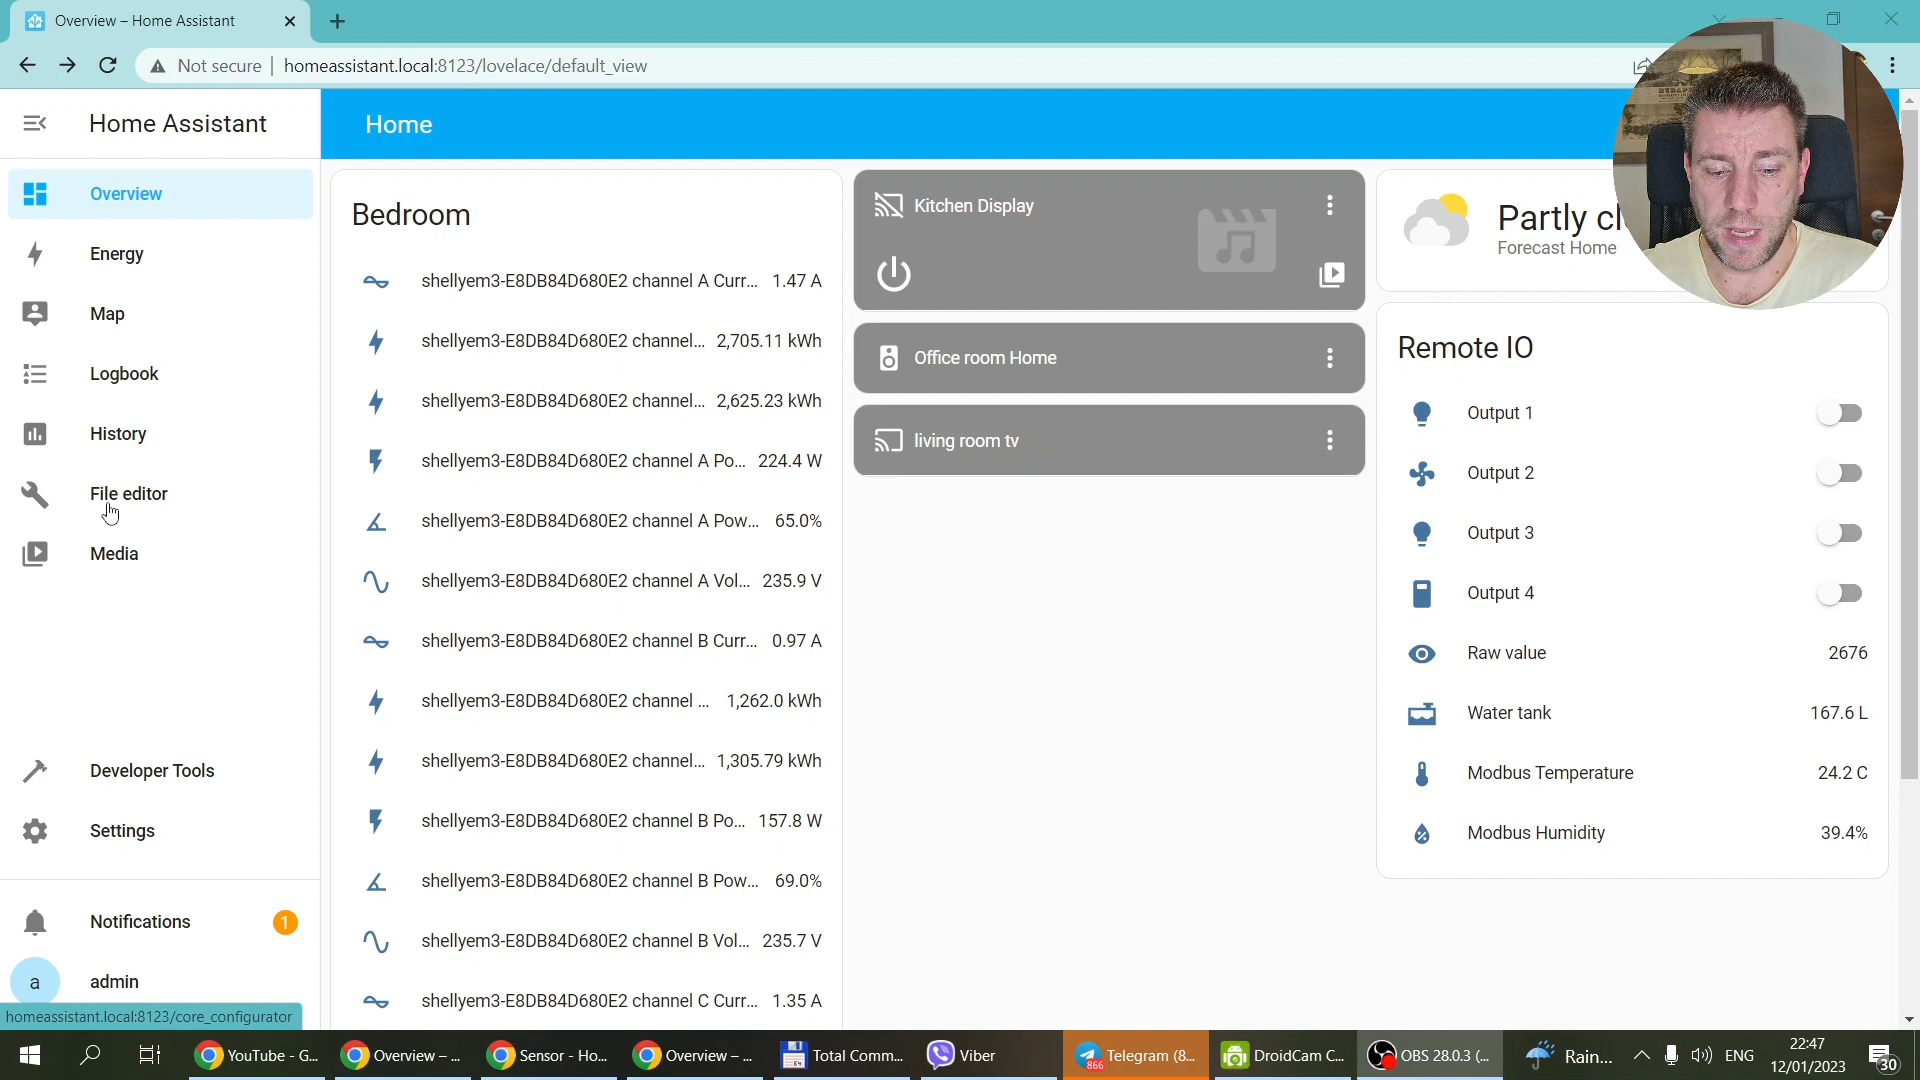 Overview – Home Assistant
Not secure
homeassistant.local:8123/lovelace/default_view
Home Assistant
Home
Overview
Energy
Map
Logbook
History
File editor
Media
Developer Tools
Settings
Notifications
1
a
admin
homeassistant.local:8123/core_configurator
Bedroom
shellyem3-E8DB84D680E2 channel A Curr... 1.47 A
shellyem3-E8DB84D680E2 channel... 2,705.11 kWh
shellyem3-E8DB84D680E2 channel... 2,625.23 kWh
shellyem3-E8DB84D680E2 channel A Po... 224.4 W
shellyem3-E8DB84D680E2 channel A Pow... 65.0%
shellyem3-E8DB84D680E2 channel A Vol... 235.9 V
shellyem3-E8DB84D680E2 channel B Curr... 0.97 A
shellyem3-E8DB84D680E2 channel ... 1,262.0 kWh
shellyem3-E8DB84D680E2 channel... 1,305.79 kWh
shellyem3-E8DB84D680E2 channel B Po... 157.8 W
shellyem3-E8DB84D680E2 channel B Pow... 69.0%
shellyem3-E8DB84D680E2 channel B Vol... 235.7 V
shellyem3-E8DB84D680E2 channel C Curr... 1.35 A
Kitchen Display
Office room Home
living room tv
Partly cl
Forecast Home
Remote IO
Output 1
Output 2
Output 3
Output 4
Raw value 2676
Water tank 167.6 L
Modbus Temperature 24.2 C
Modbus Humidity 39.4%
YouTube - G...
Overview – ...
Sensor - Ho...
Overview – ...
Total Comm...
Viber
866
Telegram (8...
DroidCam C...
OBS 28.0.3 (...
Rain...
ENG
22:47
12/01/2023
30